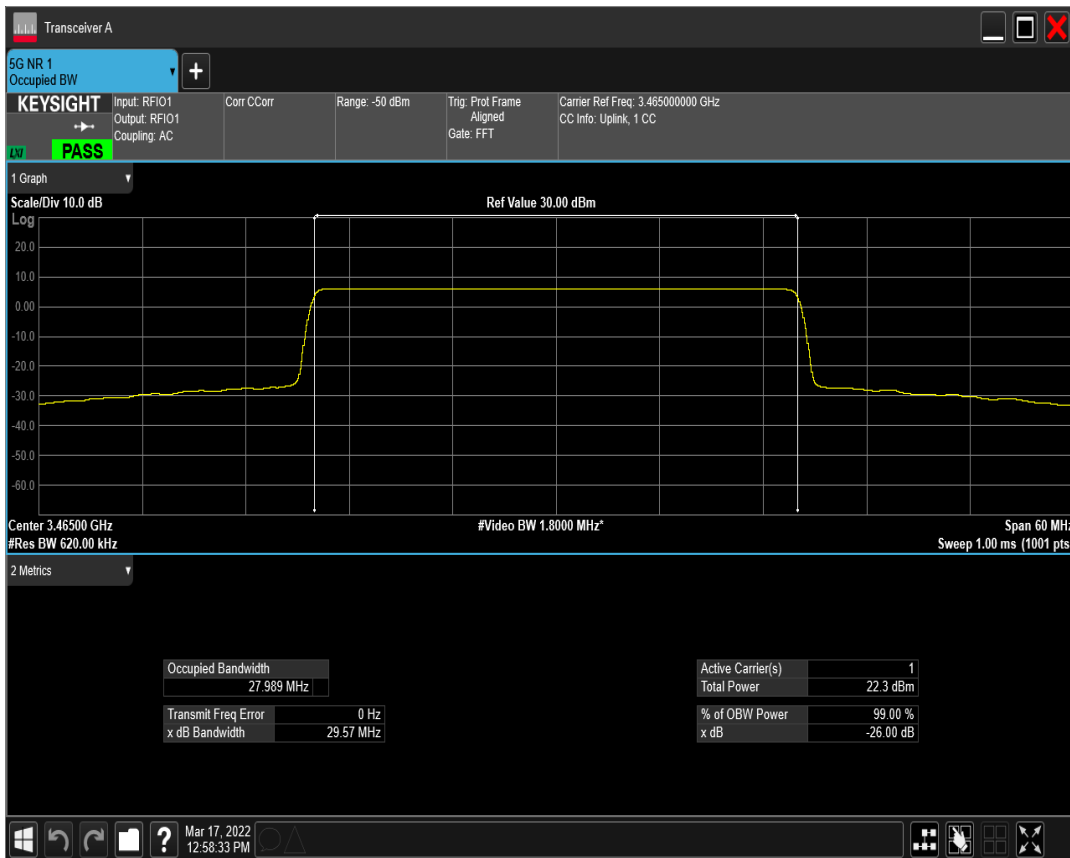 Transceiver A
5G NR 1
Occupied BW
+
KEYSIGHT
LXI
PASS
Input: RFIO1
Output: RFIO1
Coupling: AC
Corr CCorr
Range: -50 dBm
Trig: Prot Frame
Aligned
Gate: FFT
Carrier Ref Freq: 3.465000000 GHz
CC Info: Uplink, 1 CC
1 Graph
Scale/Div 10.0 dB
Ref Value 30.00 dBm
Log
20.0
10.0
0.00
-10.0
-20.0
-30.0
-40.0
-50.0
-60.0
Center 3.46500 GHz
#Video BW 1.8000 MHz*
Span 60 MHz
#Res BW 620.00 kHz
Sweep 1.00 ms (1001 pts
2 Metrics
Occupied Bandwidth
27.989 MHz
Transmit Freq Error 0 Hz
x dB Bandwidth 29.57 MHz
Active Carrier(s) 1
Total Power 22.3 dBm
% of OBW Power 99.00 %
x dB -26.00 dB
?
Mar 17, 2022
12:58:33 PM